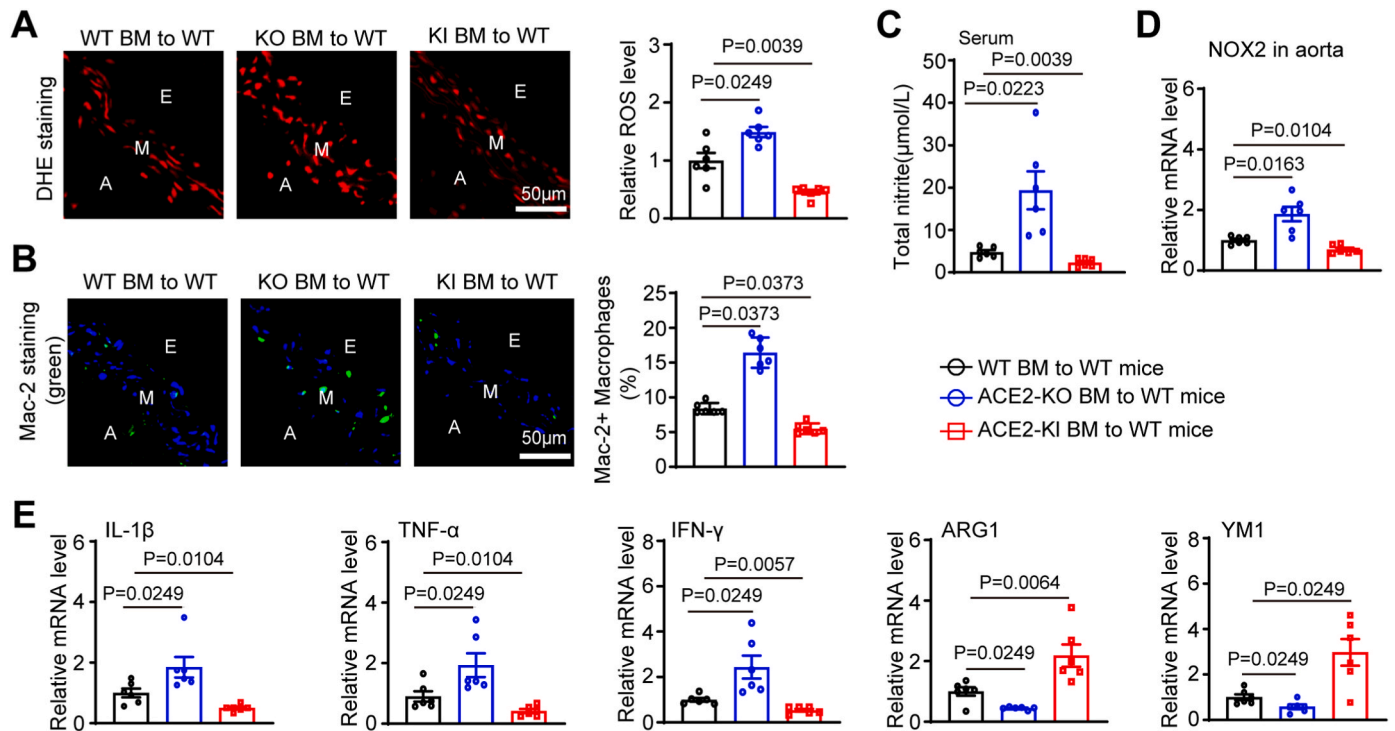 A
WT BM to WT
KO BM to WT
KI BM to WT
DHE staining
E
M
A
E
M
A
E
M
A
50μm
Relative ROS level
3
2
1
0
P=0.0039
P=0.0249
C
Serum
Total nitrite(μmol/L)
50
40
30
20
10
0
P=0.0039
P=0.0223
D
NOX2 in aorta
Relative mRNA level
6
4
2
0
P=0.0104
P=0.0163
B
WT BM to WT
KO BM to WT
KI BM to WT
Mac-2 staining
(green)
E
M
A
E
M
A
E
M
A
50μm
Mac-2+ Macrophages
(%)
25
20
15
10
5
0
P=0.0373
P=0.0373
WT BM to WT mice
ACE2-KO BM to WT mice
ACE2-KI BM to WT mice
E
IL-1β
Relative mRNA level
6
4
2
0
P=0.0104
P=0.0249
TNF-α
Relative mRNA level
6
4
2
0
P=0.0104
P=0.0249
IFN-γ
Relative mRNA level
8
6
4
2
0
P=0.0057
P=0.0249
ARG1
Relative mRNA level
6
4
2
0
P=0.0064
P=0.0249
YM1
Relative mRNA level
6
4
2
0
P=0.0249
P=0.0249